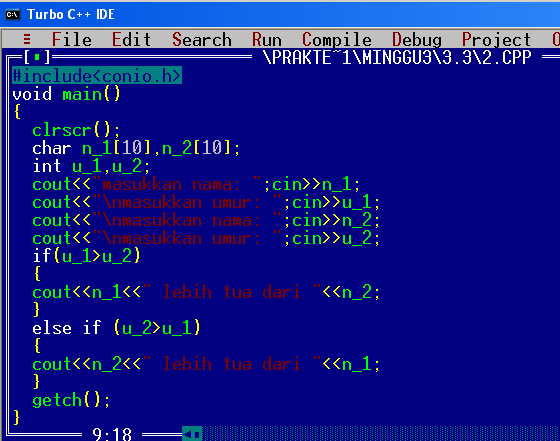 Turbo C++ IDE
File Edit Search Run Compile Debug Project O
\PRAKTE~1\MINGGU3\3.3\2.CPP
#include<conio.h>
void main()
{
clrscr();
char n_1[10],n_2[10];
int u_1,u_2;
cout<<"masukkan nama: ";cin>>n_1;
cout<<"\nmasukkan umur: ";cin>>u_1;
cout<<"\nmasukkan nama: ";cin>>n_2;
cout<<"\nmasukkan umur: ";cin>>u_2;
if(u_1>u_2)
{
cout<<n_1<<" lebih tua dari "<<n_2;
}
else if (u_2>u_1)
{
cout<<n_2<<" lebih tua dari "<<n_1;
}
getch();
}
9:18